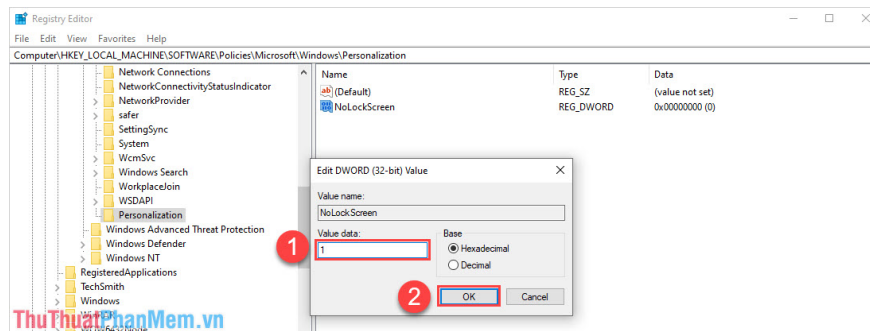 Registry Editor
File Edit View Favorites Help
Computer\HKEY_LOCAL_MACHINE\SOFTWARE\Policies\Microsoft\Windows\Personalization
Network Connections
NetworkConnectivityStatusIndicator
NetworkProvider
safer
SettingSync
System
WcmSvc
Windows Search
WorkplaceJoin
WSDAPI
Personalization
Windows Advanced Threat Protection
Windows Defender
Windows NT
RegisteredApplications
TechSmith
Windows
Name Type Data
(Default) REG_SZ (value not set)
NoLockScreen REG_DWORD 0x00000000 (0)
Edit DWORD (32-bit) Value
Value name:
NoLockScreen
Value data: Base
1 1 Hexadecimal
Decimal
2 OK Cancel
ThuThuatPhanMem.vn